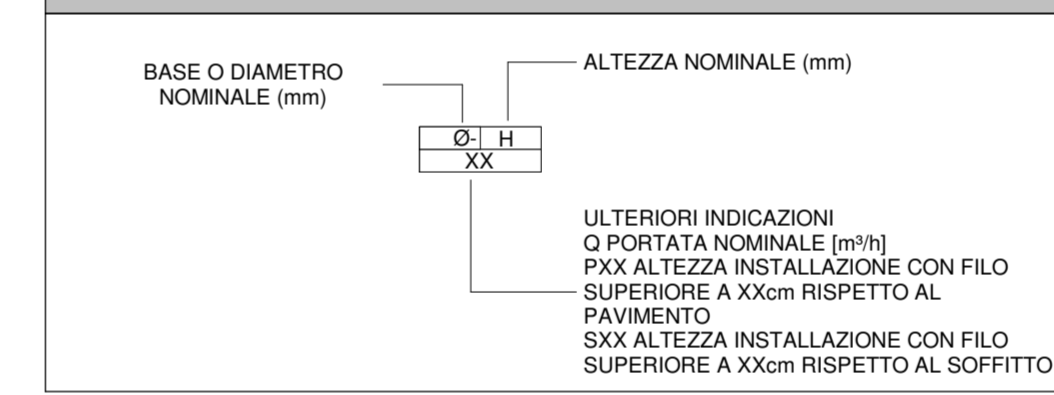 BASE O DIAMETRO
NOMINALE (mm)
ALTEZZA NOMINALE (mm)
Ø- H
XX
ULTERIORI INDICAZIONI
Q PORTATA NOMINALE [m³/h]
PXX ALTEZZA INSTALLAZIONE CON FILO
SUPERIORE A XXcm RISPETTO AL
PAVIMENTO
SXX ALTEZZA INSTALLAZIONE CON FILO
SUPERIORE A XXcm RISPETTO AL SOFFITTO